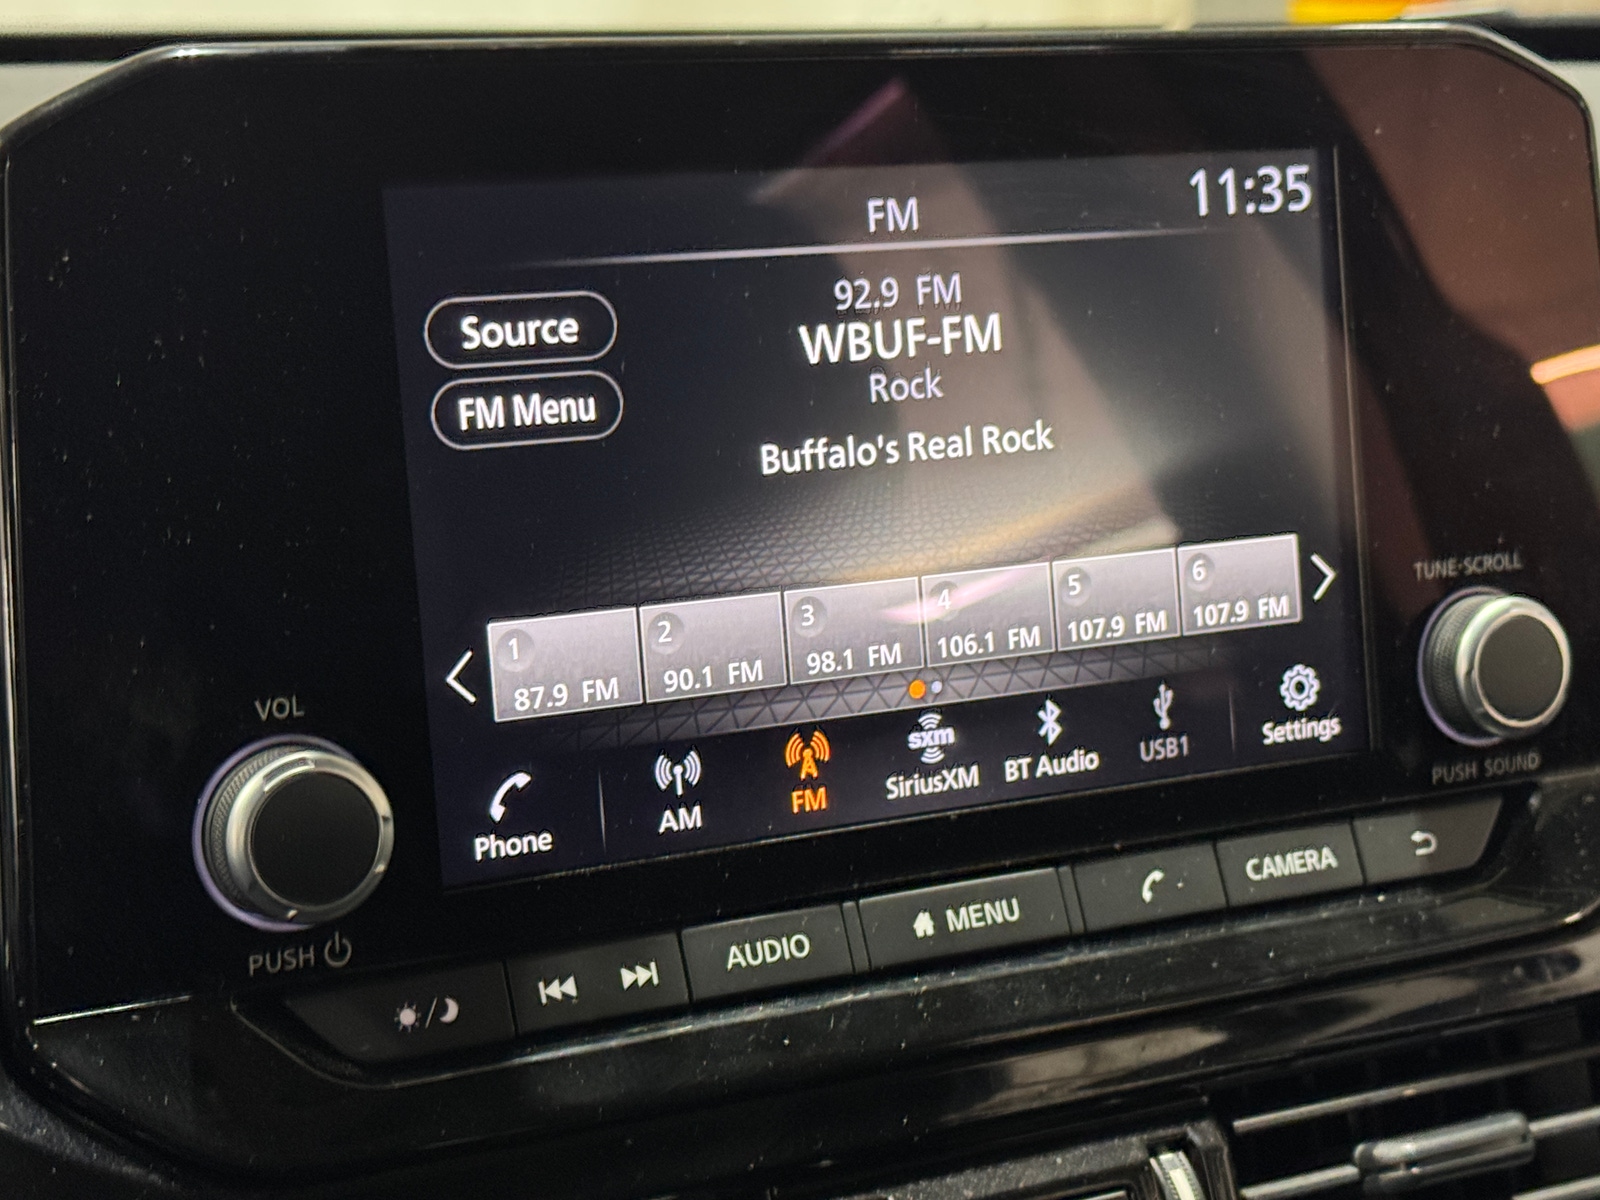 FM
11:35
Source
FM Menu
92.9 FM
WBUF-FM
Rock
Buffalo's Real Rock
1
87.9 FM
2
90.1 FM
3
98.1 FM
4
106.1 FM
5
107.9 FM
6
107.9 FM
Phone
AM
FM
sxm
SiriusXM
BT Audio
USB1
Settings
VOL
PUSH
TUNE·SCROLL
PUSH SOUND
AUDIO
MENU
CAMERA